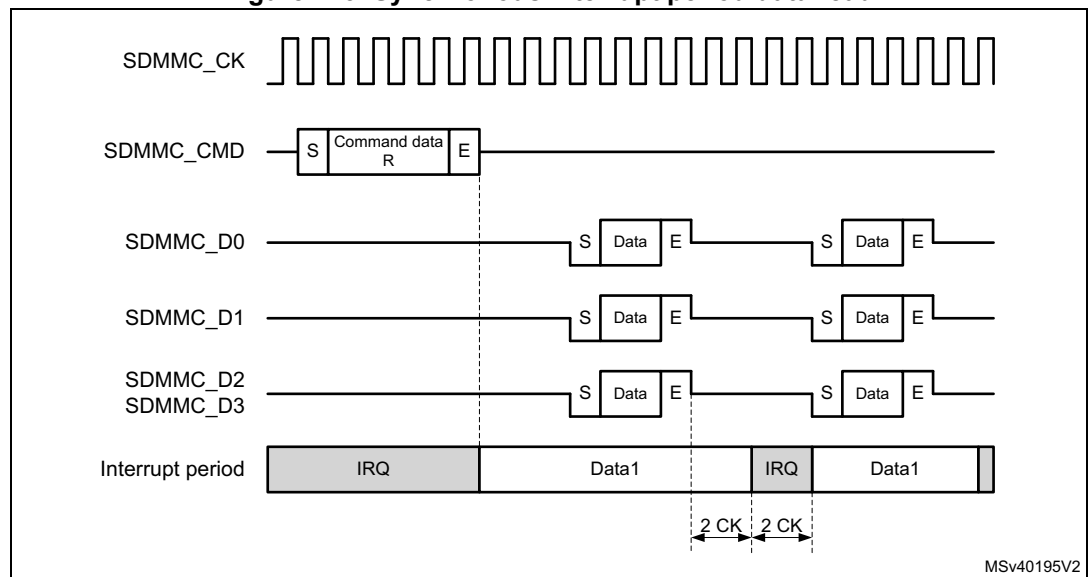 SDMMC_CK
SDMMC_CMD
S
Command data
R
E
SDMMC_D0
S
Data
E
S
Data
E
SDMMC_D1
S
Data
E
S
Data
E
SDMMC_D2
SDMMC_D3
S
Data
E
S
Data
E
Interrupt period
IRQ
Data1
IRQ
Data1
2 CK
2 CK
MSv40195V2